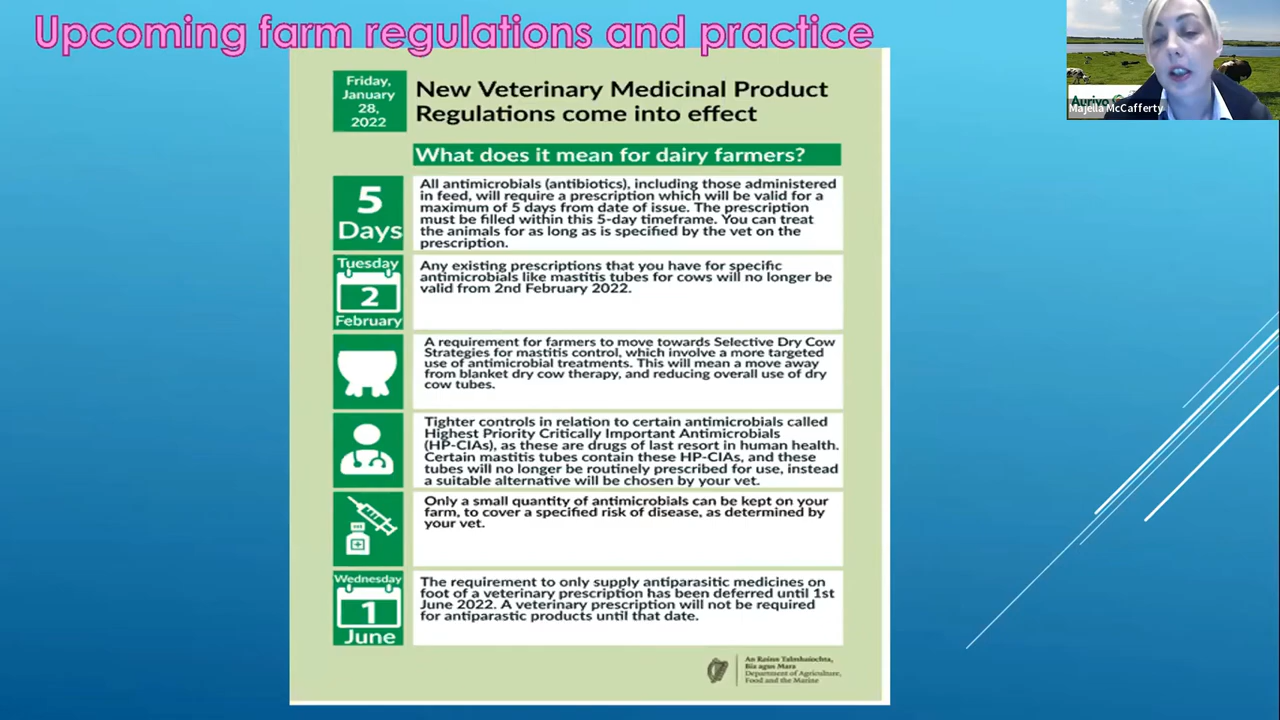 Upcoming farm regulations and practice
Majella McCafferty
Friday,
January
28,
2022
New Veterinary Medicinal Product
Regulations come into effect
What does it mean for dairy farmers?
5
Days
All antimicrobials (antibiotics), including those administered
in feed, will require a prescription which will be valid for a
maximum of 5 days from date of issue. The prescription
must be filled within this 5-day timeframe. You can treat
the animals for as long as is specified by the vet on the
prescription.
Tuesday
2
February
Any existing prescriptions that you have for specific
antimicrobials like mastitis tubes for cows will no longer be
valid from 2nd February 2022.
A requirement for farmers to move towards Selective Dry Cow
Strategies for mastitis control, which involve a more targeted
use of antimicrobial treatments. This will mean a move away
from blanket dry cow therapy, and reducing overall use of dry
cow tubes.
Tighter controls in relation to certain antimicrobials called
Highest Priority Critically Important Antimicrobials
(HP-CIAs), as these are drugs of last resort in human health.
Certain mastitis tubes contain these HP-CIAs, and these
tubes will no longer be routinely prescribed for use, instead
a suitable alternative will be chosen by your vet.
Only a small quantity of antimicrobials can be kept on your
farm, to cover a specified risk of disease, as determined by
your vet.
Wednesday
1
June
The requirement to only supply antiparasitic medicines on
foot of a veterinary prescription has been deferred until 1st
June 2022. A veterinary prescription will not be required
for antiparastic products until that date.
An Roinn Talmhaíochta,
Bia agus Mara
Department of Agriculture,
Food and the Marine